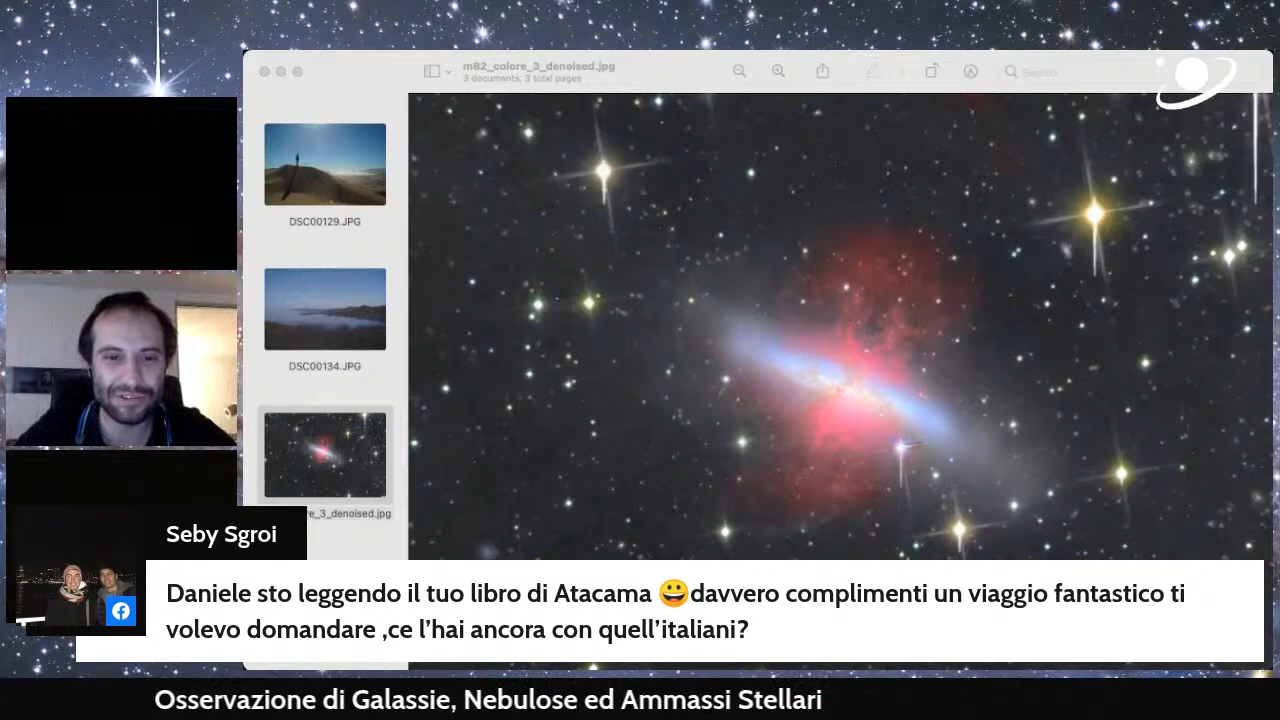 m82_colore_3_denoised.jpg
3 documents, 3 total pages
Search
DSC00129.JPG
DSC00134.JPG
re_3_denoised.jpg
Seby Sgroi
Daniele sto leggendo il tuo libro di Atacama 😀davvero complimenti un viaggio fantastico ti
volevo domandare ,ce l’hai ancora con quell’italiani?
Osservazione di Galassie, Nebulose ed Ammassi Stellari